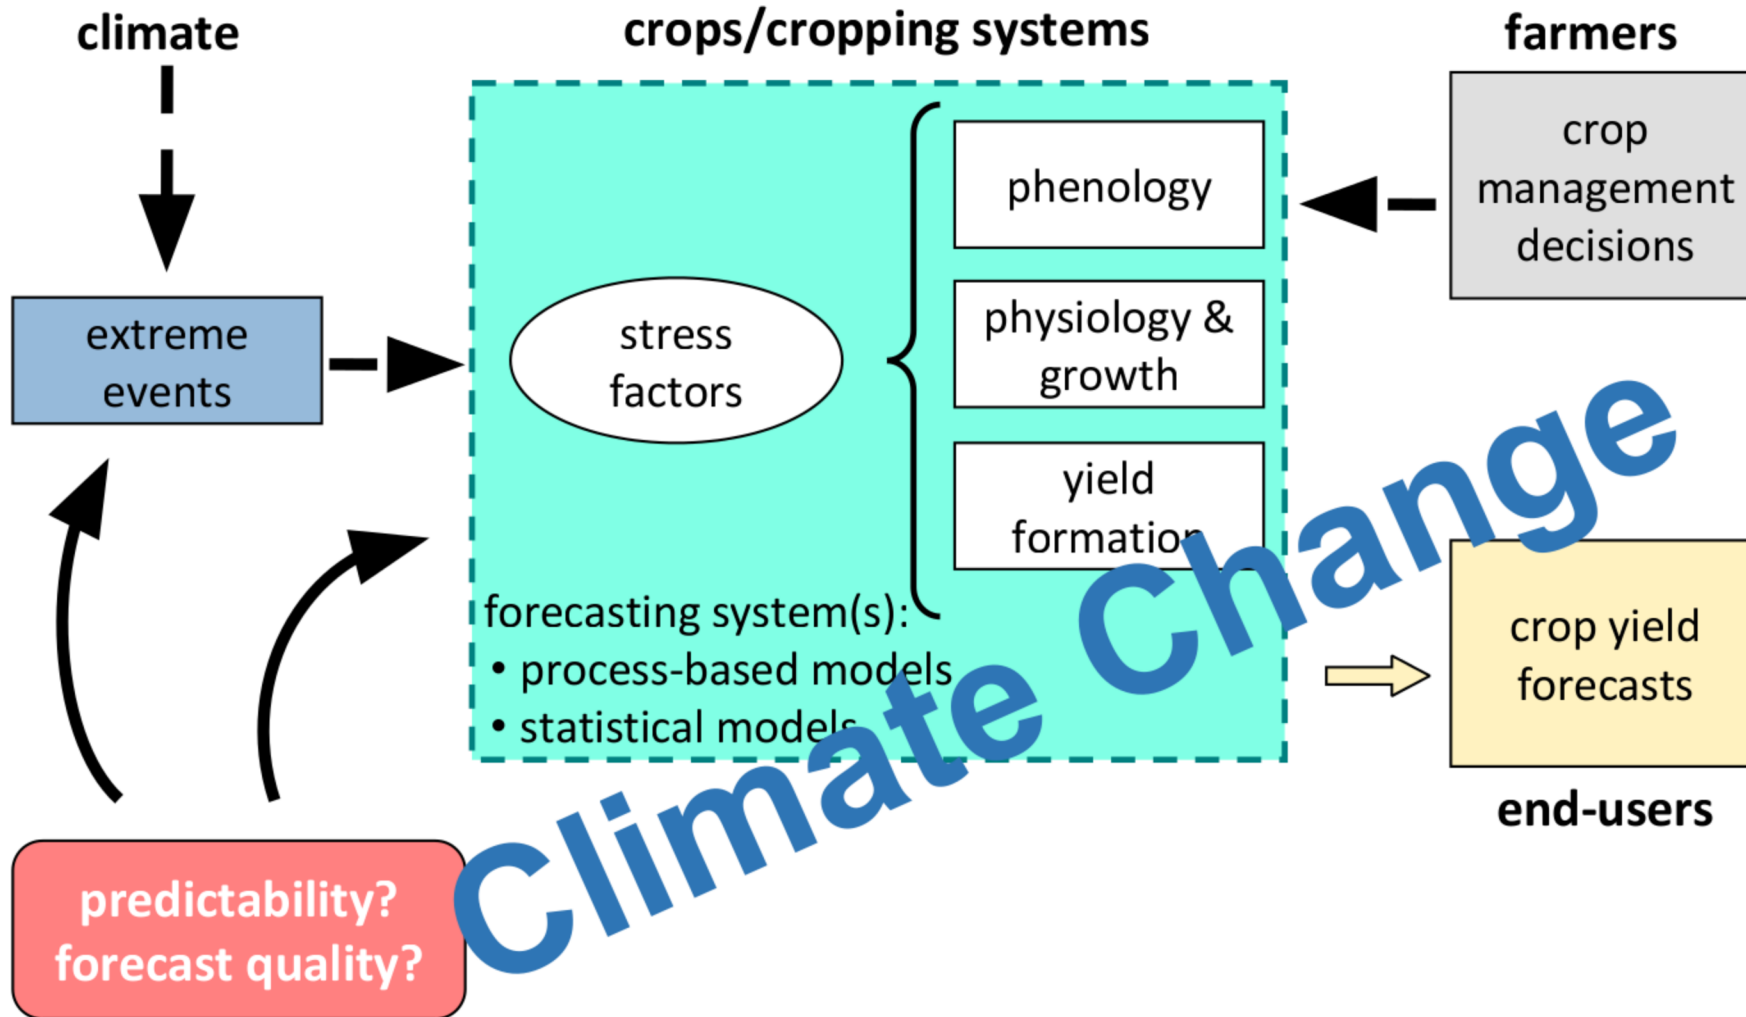 climate
crops/cropping systems
farmers
extreme
events
stress
factors
phenology
physiology &
growth
yield
formation
forecasting system(s):
• process-based models
• statistical models
crop
management
decisions
crop yield
forecasts
end-users
predictability?
forecast quality?
Climate Change